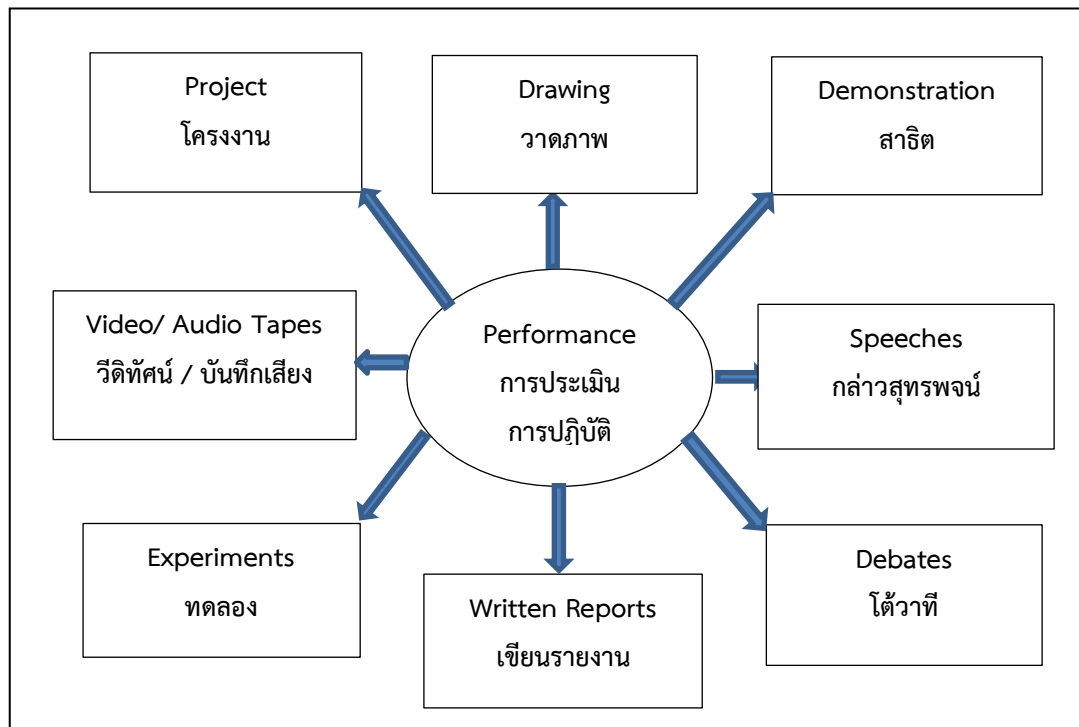 Project
โครงงาน
Drawing
วาดภาพ
Demonstration
สาธิต
Video/ Audio Tapes
วีดิทัศน์ / บันทึกเสียง
Performance
การประเมิน
การปฏิบัติ
Speeches
กล่าวสุทรพจน์
Experiments
ทดลอง
Written Reports
เขียนรายงาน
Debates
โต้วาที